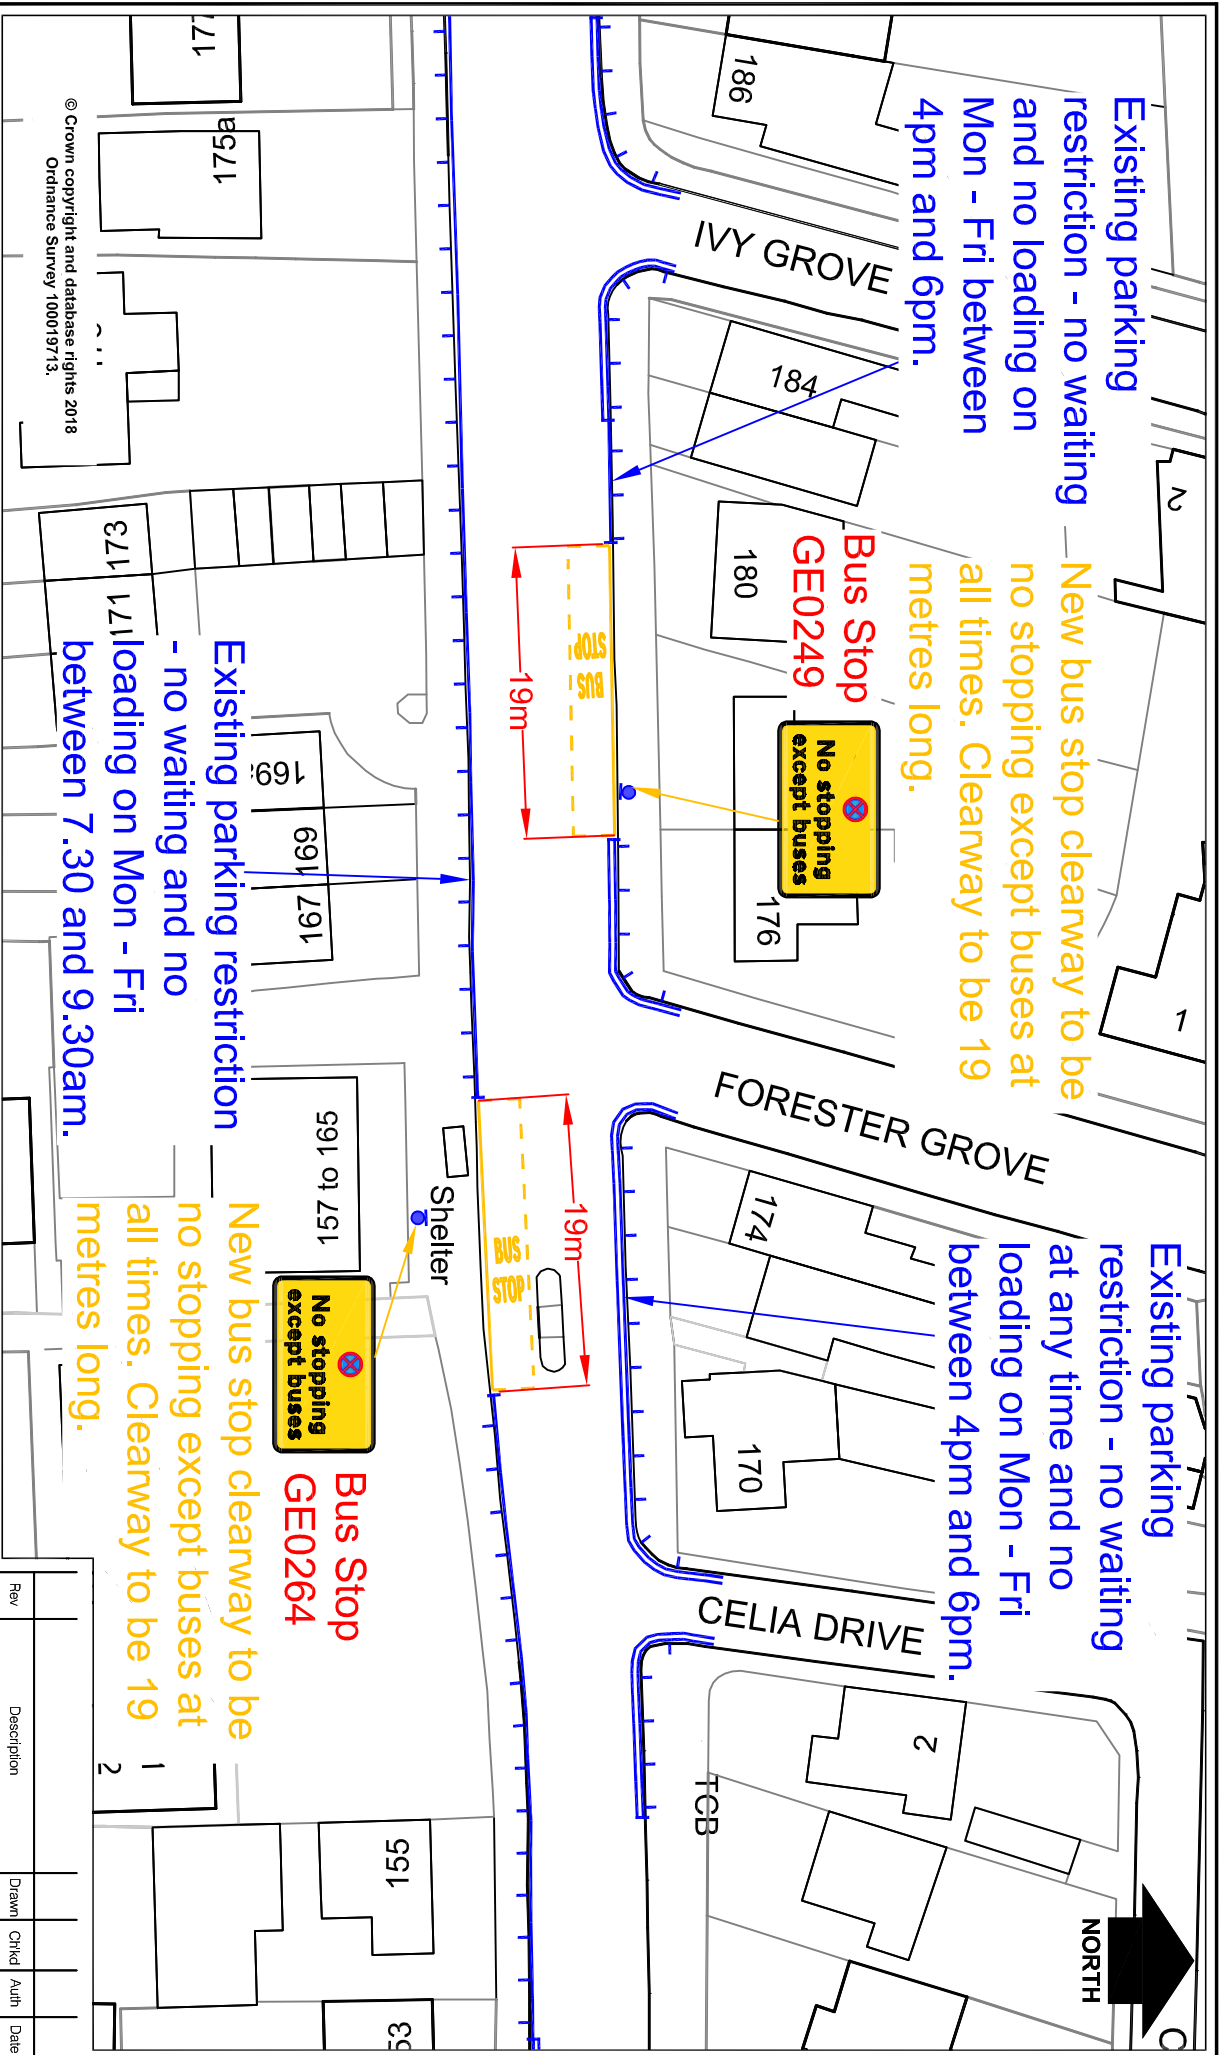 Existing parking
restriction - no waiting
and no loading on
Mon - Fri between
4pm and 6pm.
New bus stop clearway to be
no stopping except buses at
all times. Clearway to be 19
metres long.
Existing parking
restriction - no waiting
at any time and no
loading on Mon - Fri
between 4pm and 6pm.
Bus Stop
GE0249
No stopping
except buses
IVY GROVE
FORESTER GROVE
CELIA DRIVE
186
184
180
176
174
170
2
1
2
TCB
NORTH
C
BUS
STOP
19m
19m
BUS
STOP
Shelter
177
175a
173
171
169a
169
167
157 to 165
155
53
1
2
Existing parking restriction
- no waiting and no
loading on Mon - Fri
between 7.30 and 9.30am.
No stopping
except buses
Bus Stop
GE0264
New bus stop clearway to be
no stopping except buses at
all times. Clearway to be 19
metres long.
© Crown copyright and database rights 2018
Ordnance Survey 100019713.
Rev Description Drawn Ch'kd Auth Date